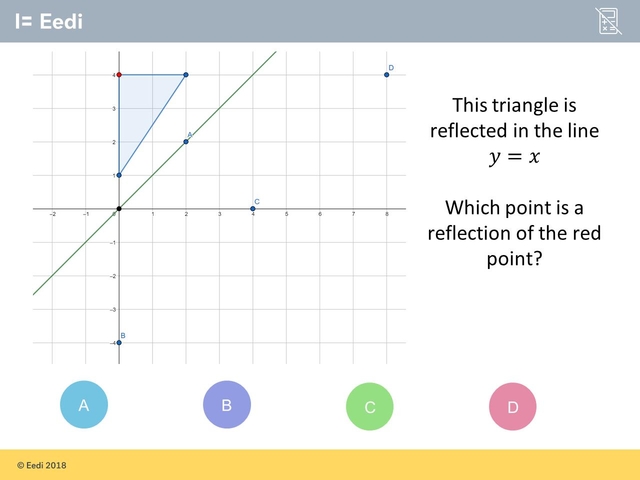 Eedi
This triangle is
reflected in the line
y = x
Which point is a
reflection of the red
point?
D
4
3
2
A
1
C
−2
−1
0
1
2
3
4
5
6
7
8
−1
−2
−3
B
−4
A
B
C
D
© Eedi 2018